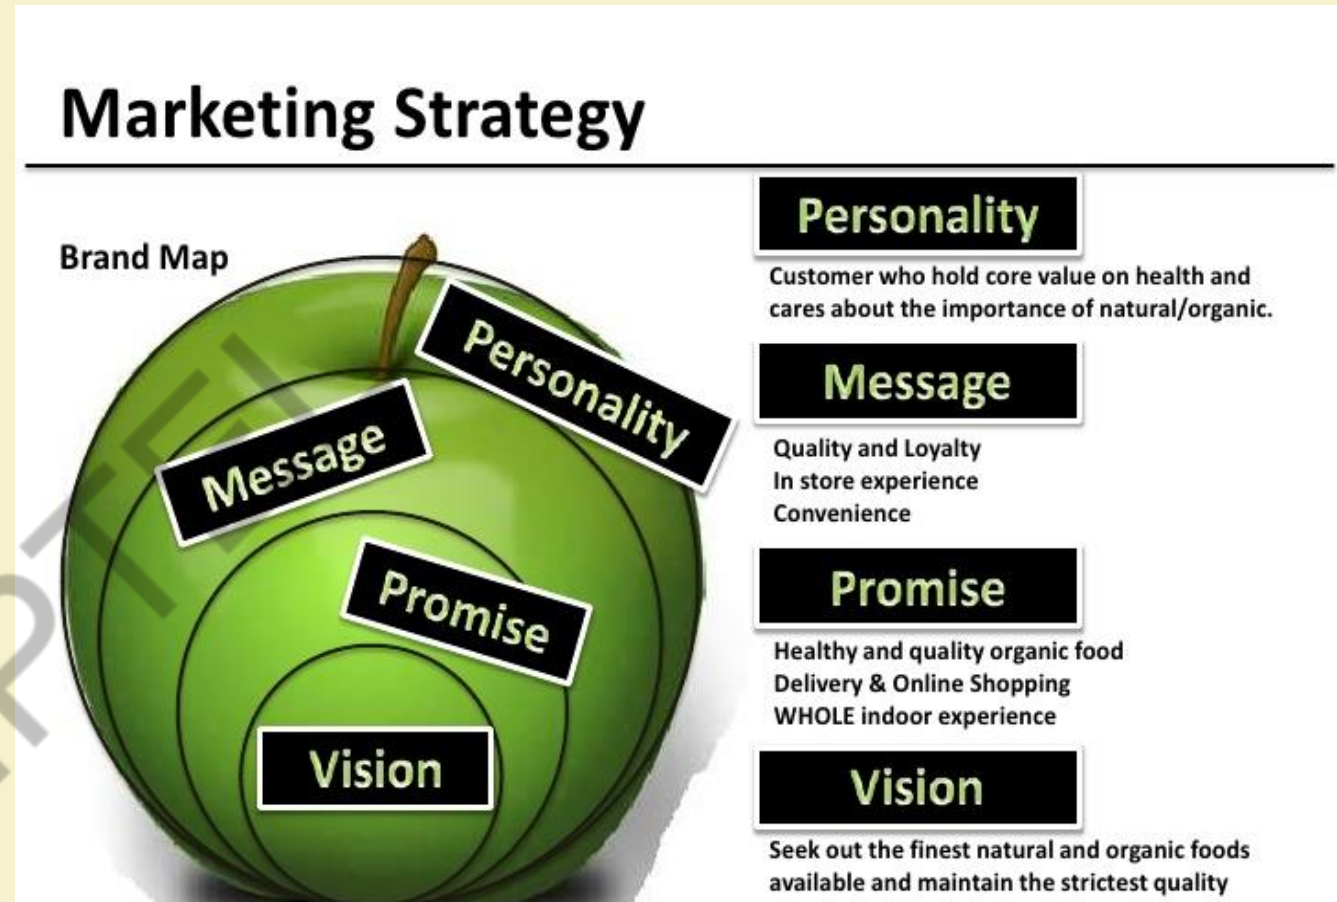 Marketing Strategy
Brand Map
Personality
Message
Promise
Vision
Personality
Customer who hold core value on health and
cares about the importance of natural/organic.
Message
Quality and Loyalty
In store experience
Convenience
Promise
Healthy and quality organic food
Delivery & Online Shopping
WHOLE indoor experience
Vision
Seek out the finest natural and organic foods
available and maintain the strictest quality